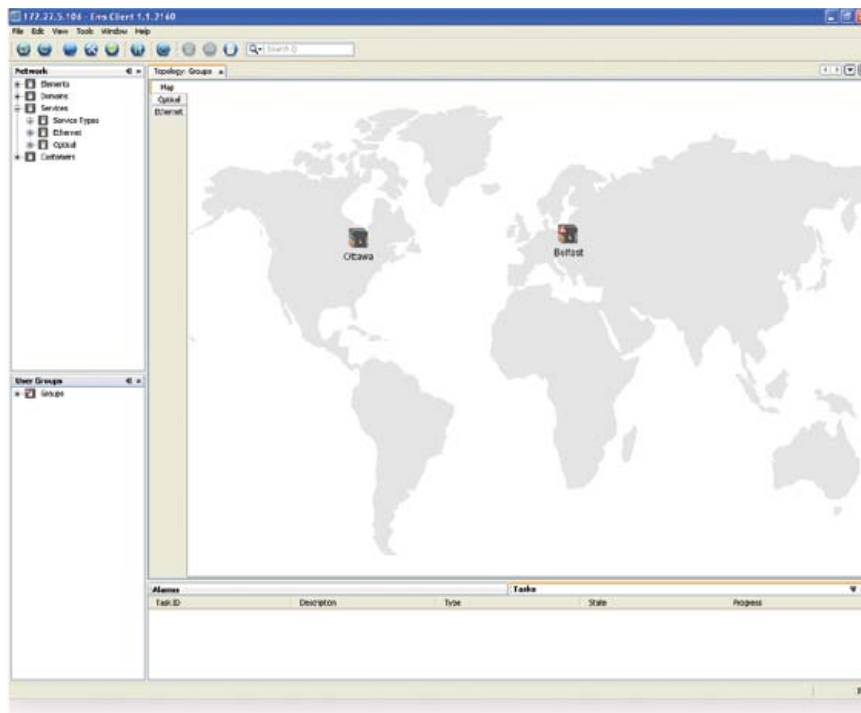 172.27.5.106 - Ems Client 1.1.2160
File Edit View Tools Window Help
Search
Network
Elements
Domains
Services
Service Types
Ethernet
Optical
Customers
User Groups
Groups
Topology: Groups
Map
Optical
Ethernet
Ottawa
Belfast
Alarms
Tasks
Task ID Description Type State Progress